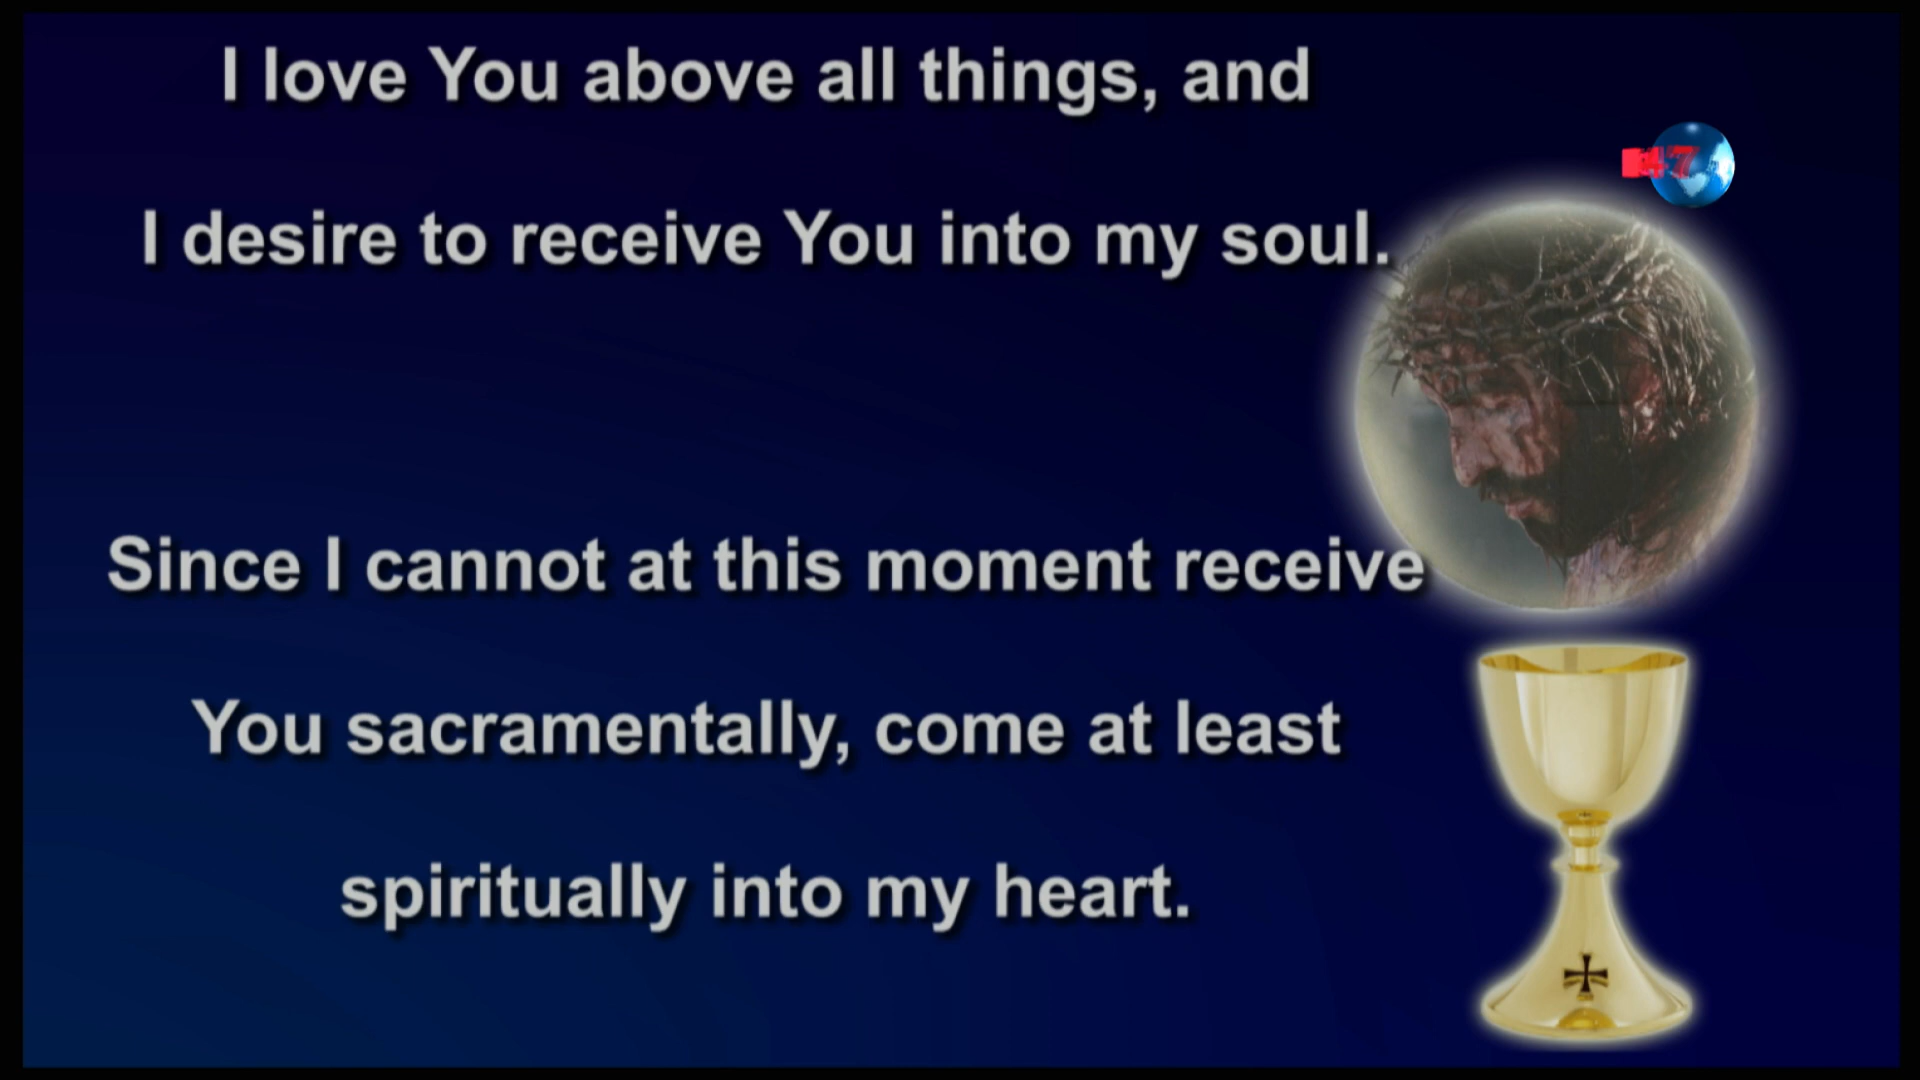 I love You above all things, and
I desire to receive You into my soul.
Since I cannot at this moment receive
You sacramentally, come at least
spiritually into my heart.